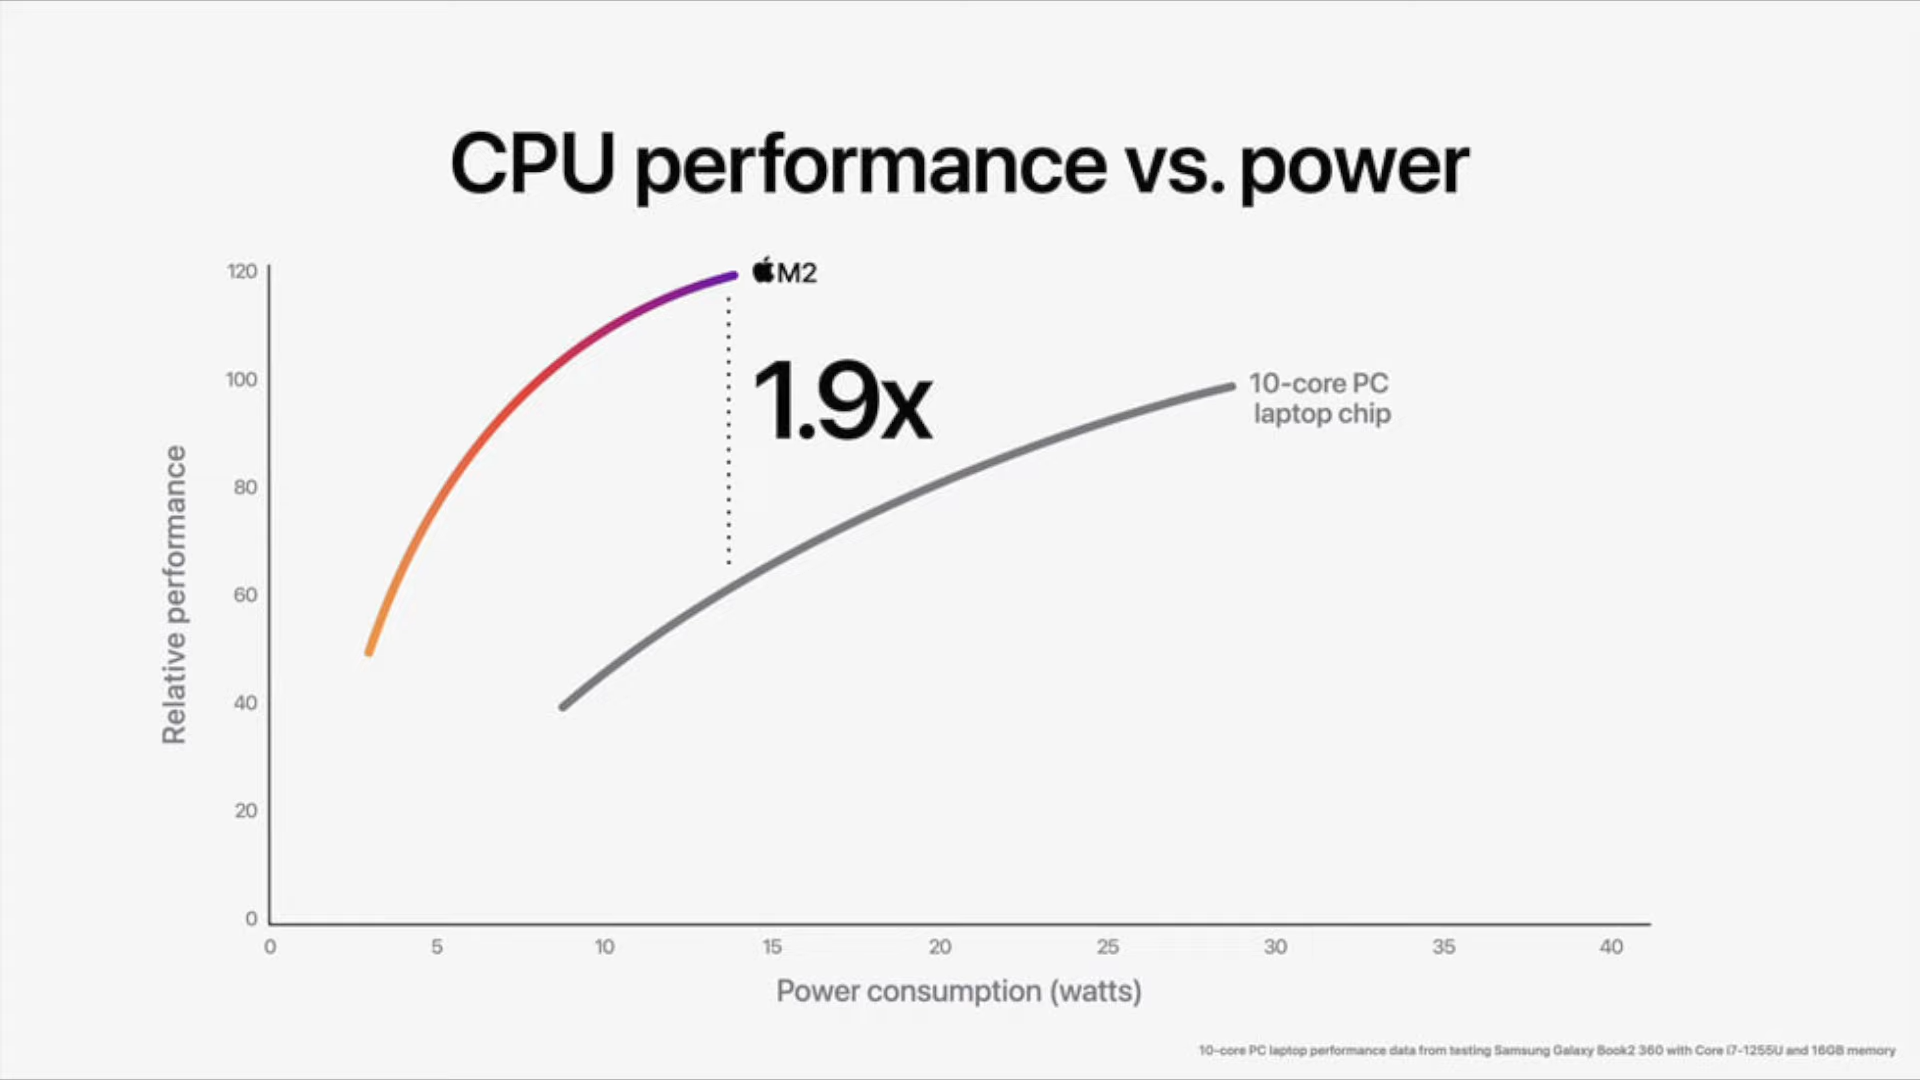 CPU performance vs. power
120
100
80
60
40
20
0
Relative performance
M2
1.9x
10-core PC
laptop chip
0 5 10 15 20 25 30 35 40
Power consumption (watts)
10-core PC laptop performance data from testing Samsung Galaxy Book2 360 with Core i7-1255U and 16GB memory